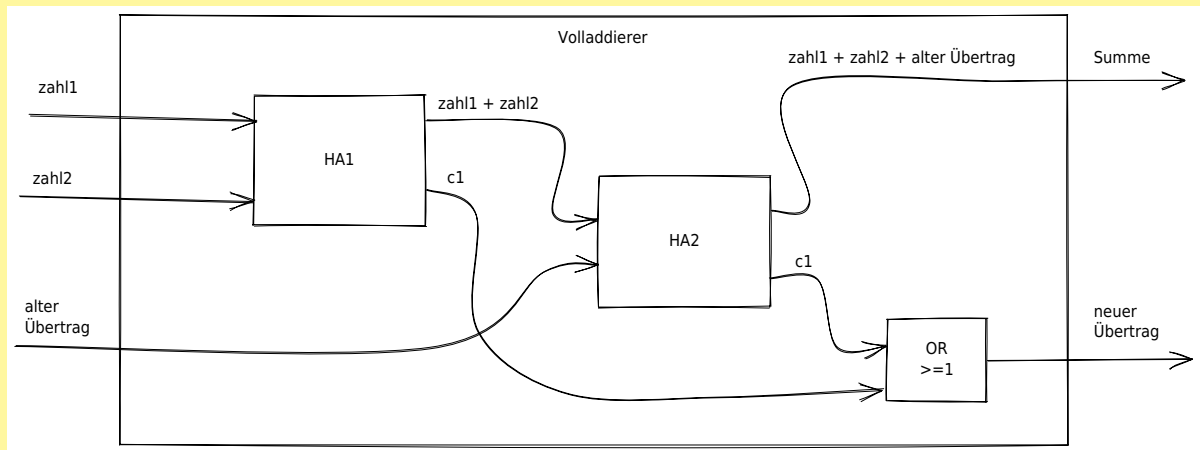 Volladdierer
zahl1 + zahl2 + alter Übertrag
Summe
zahl1
zahl1 + zahl2
HA1
c1
zahl2
HA2
c1
alter
Übertrag
neuer
Übertrag
OR
>=1